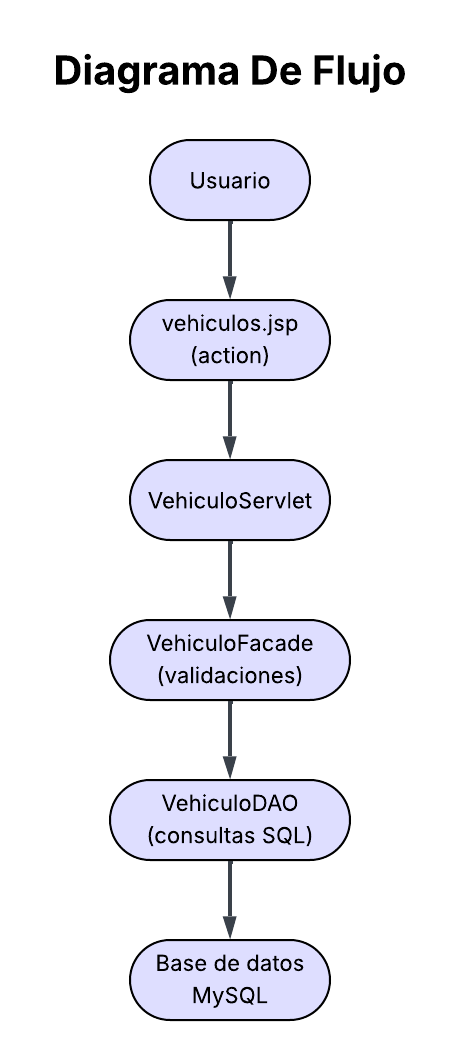 Diagrama De Flujo
Usuario
vehiculos.jsp
(action)
VehiculoServlet
VehiculoFacade
(validaciones)
VehiculoDAO
(consultas SQL)
Base de datos
MySQL